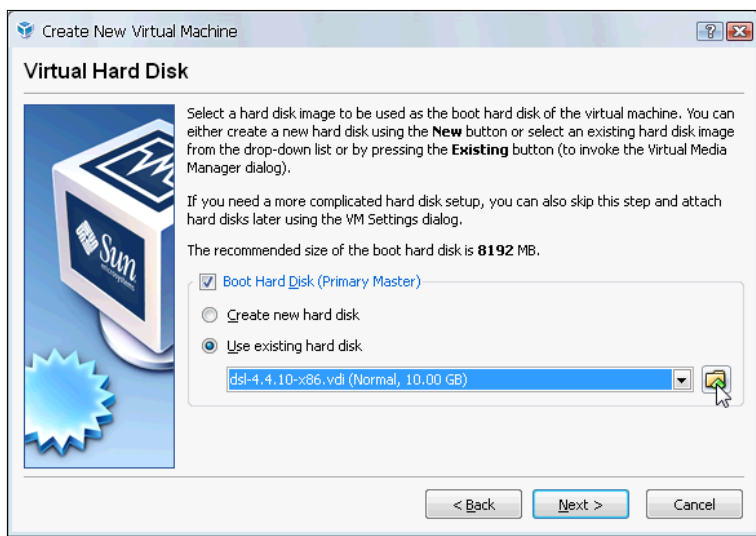 Create New Virtual Machine
Virtual Hard Disk
Select a hard disk image to be used as the boot hard disk of the virtual machine. You can
either create a new hard disk using the New button or select an existing hard disk image
from the drop-down list or by pressing the Existing button (to invoke the Virtual Media
Manager dialog).
If you need a more complicated hard disk setup, you can also skip this step and attach
hard disks later using the VM Settings dialog.
The recommended size of the boot hard disk is 8192 MB.
Boot Hard Disk (Primary Master)
Create new hard disk
Use existing hard disk
dsl-4.4.10-x86.vdi (Normal, 10.00 GB)
Sun
microsystems
< Back
Next >
Cancel